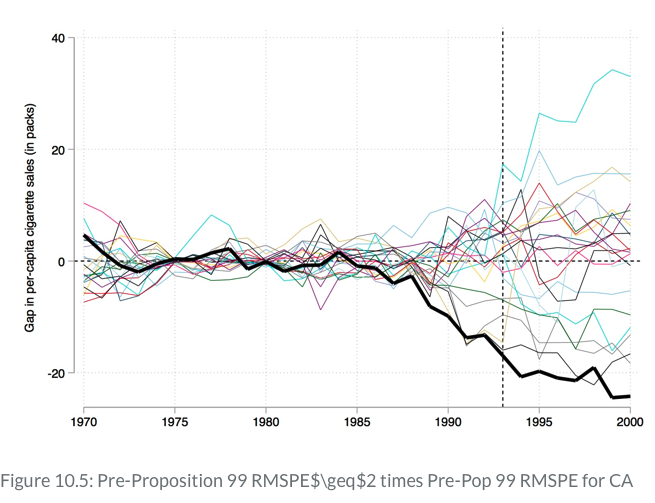 40
20
0
-20
Gap in per-capita cigarette sales (in packs)
1970 1975 1980 1985 1990 1995 2000
Figure 10.5: Pre-Proposition 99 RMSPE$\geq$2 times Pre-Pop 99 RMSPE for CA